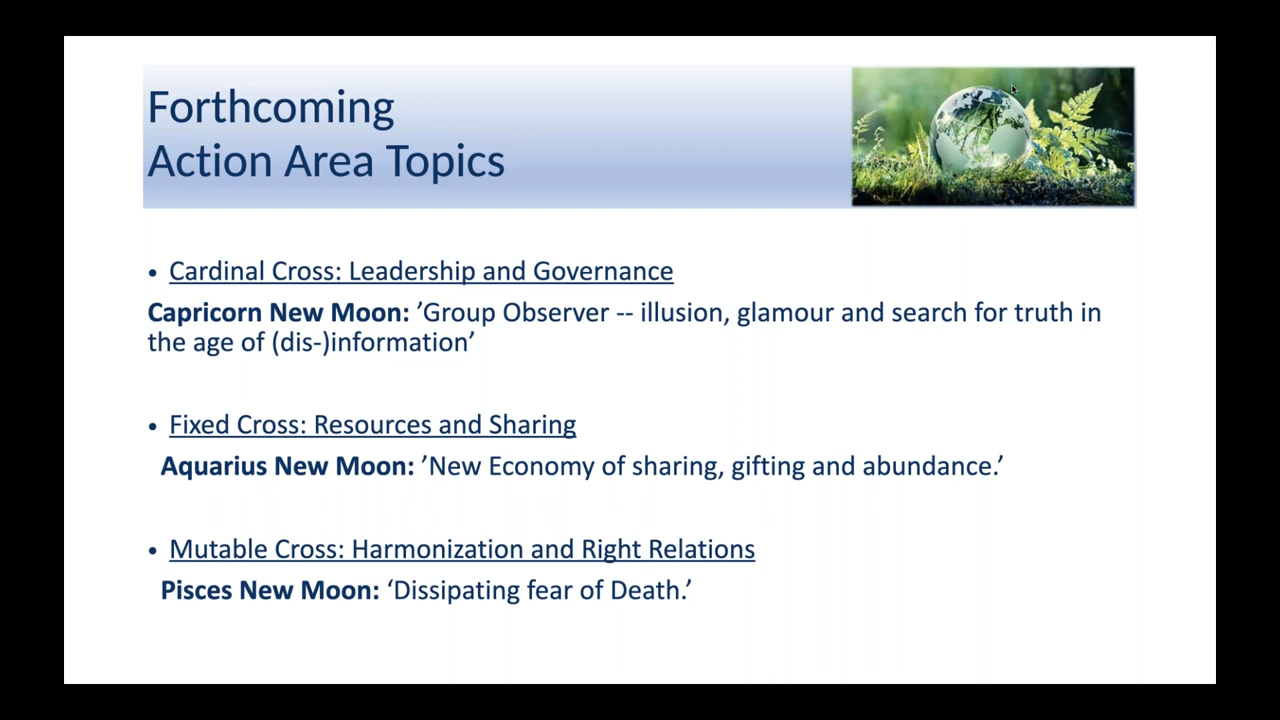 Forthcoming
Action Area Topics
• Cardinal Cross: Leadership and Governance
Capricorn New Moon: ’Group Observer -- illusion, glamour and search for truth in
the age of (dis-)information’
• Fixed Cross: Resources and Sharing
Aquarius New Moon: ’New Economy of sharing, gifting and abundance.’
• Mutable Cross: Harmonization and Right Relations
Pisces New Moon: ‘Dissipating fear of Death.’